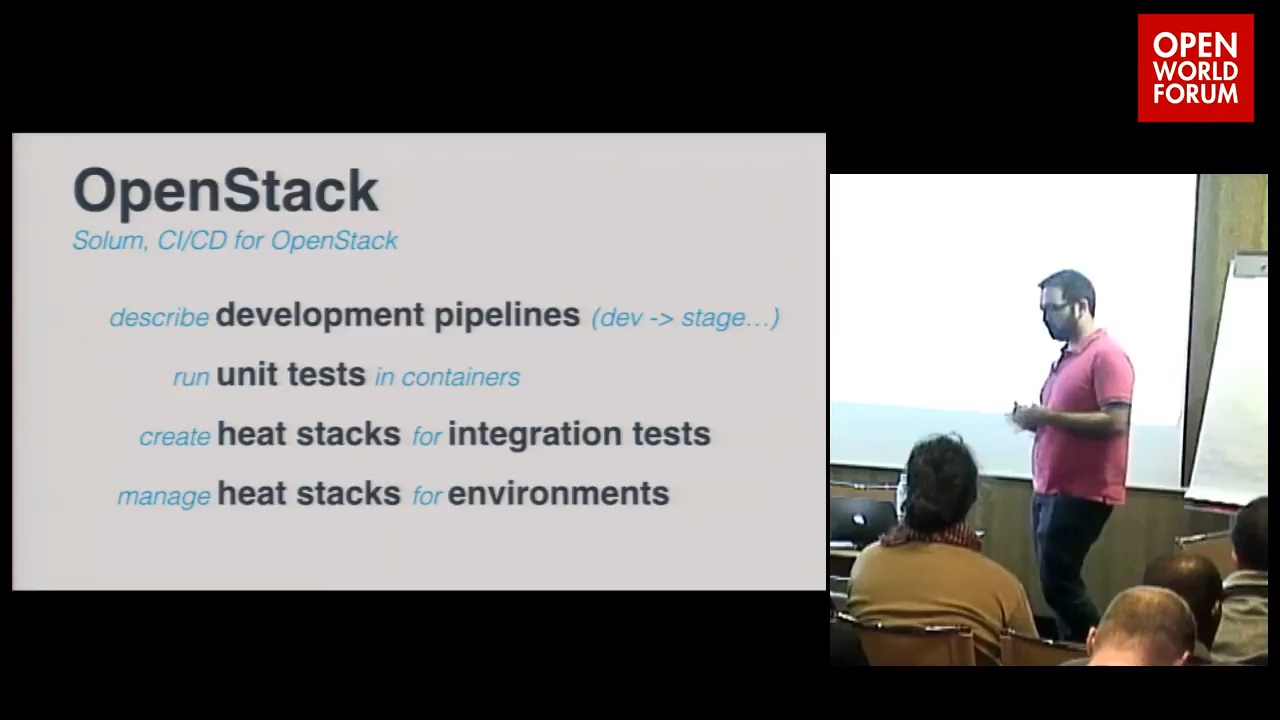 OPEN
WORLD
FORUM
OpenStack
Solum, CI/CD for OpenStack
describe development pipelines (dev -> stage...)
run unit tests in containers
create heat stacks for integration tests
manage heat stacks for environments